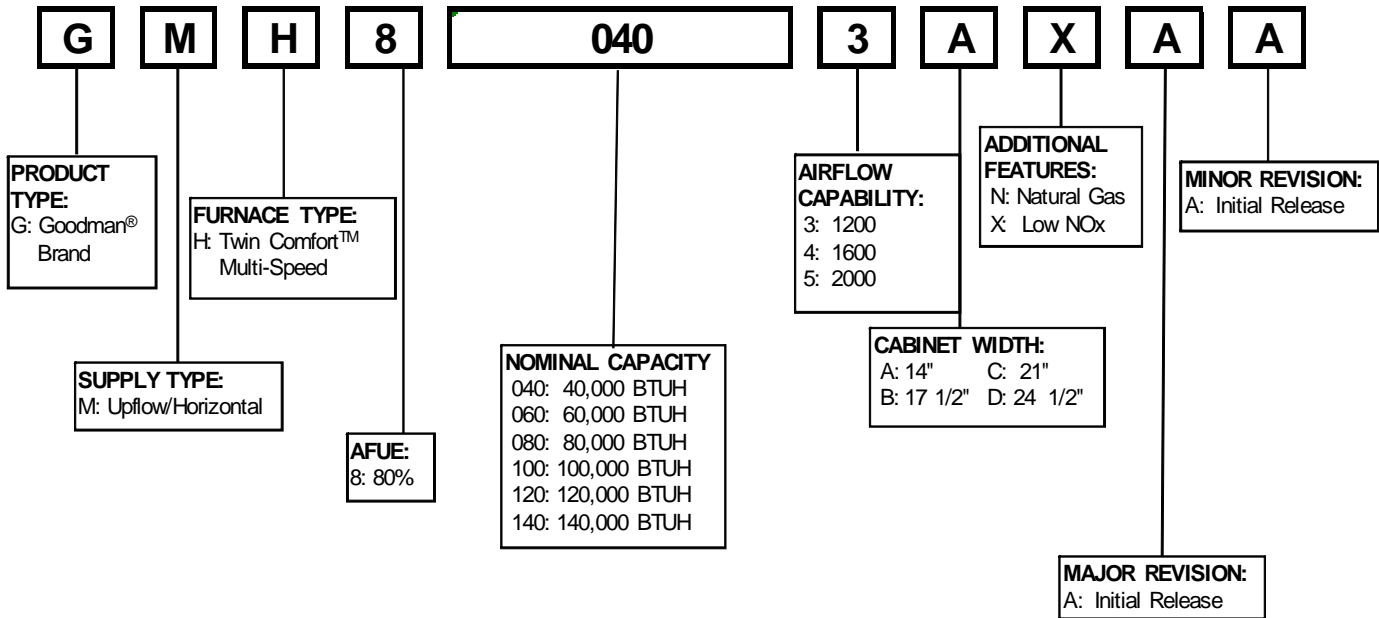 G M H 8 040 3 A X A A
PRODUCT
TYPE:
G: Goodman®
Brand
SUPPLY TYPE:
M: Upflow/Horizontal
FURNACE TYPE:
H: Twin Comfort™
Multi-Speed
AFUE:
8: 80%
NOMINAL CAPACITY
040: 40,000 BTUH
060: 60,000 BTUH
080: 80,000 BTUH
100: 100,000 BTUH
120: 120,000 BTUH
140: 140,000 BTUH
AIRFLOW
CAPABILITY:
3: 1200
4: 1600
5: 2000
CABINET WIDTH:
A: 14" C: 21"
B: 17 1/2" D: 24 1/2"
ADDITIONAL
FEATURES:
N: Natural Gas
X: Low NOx
MAJOR REVISION:
A: Initial Release
MINOR REVISION:
A: Initial Release